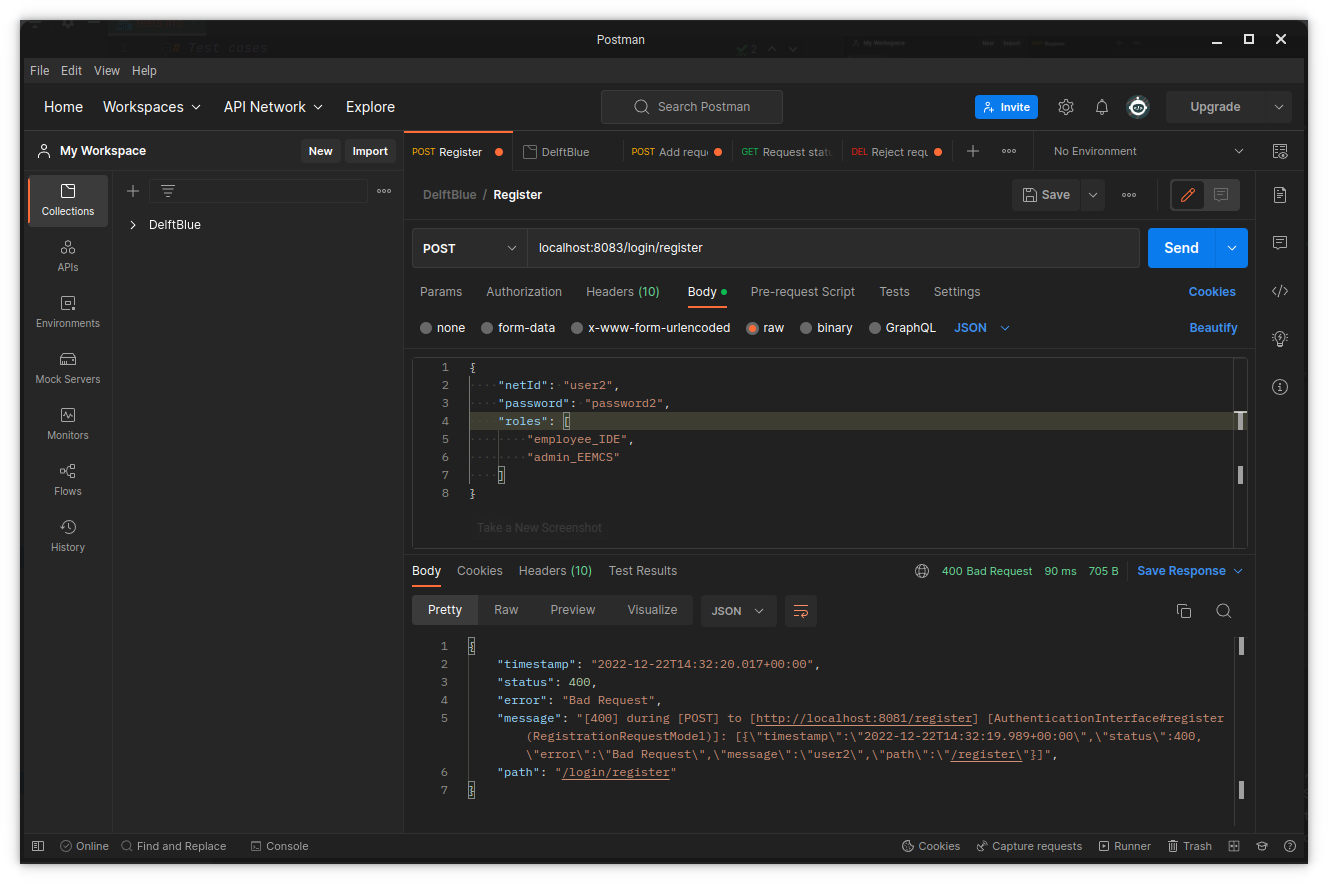 Postman
# Test cases
2
File Edit View Help
Home Workspaces API Network Explore Search Postman Invite Upgrade
My Workspace New Import
POST Register DelftBlue POST Add reque GET Request statu DEL Reject requ No Environment
DelftBlue / Register Save
Collections
DelftBlue
APIs
Environments
Mock Servers
Monitors
Flows
History
POST localhost:8083/login/register Send
Params Authorization Headers (10) Body Pre-request Script Tests Settings Cookies
none form-data x-www-form-urlencoded raw binary GraphQL JSON Beautify
1 {
2 "netId": "user2",
3 "password": "password2",
4 "roles": [
5 "employee_IDE",
6 "admin_EEMCS"
7 ]
8 }
Take a New Screenshot
Body Cookies Headers (10) Test Results 400 Bad Request 90 ms 705 B Save Response
Pretty Raw Preview Visualize JSON
1 {
2 "timestamp": "2022-12-22T14:32:20.017+00:00",
3 "status": 400,
4 "error": "Bad Request",
5 "message": "[400] during [POST] to [http://localhost:8081/register] [AuthenticationInterface#register
(RegistrationRequestModel)]: [{\"timestamp\":\"2022-12-22T14:32:19.989+00:00\",\"status\":400,
\"error\":\"Bad Request\",\"message\":\"user2\",\"path\":\"/register\"}]",
6 "path": "/login/register"
7 }
Online Find and Replace Console Cookies Capture requests Runner Trash